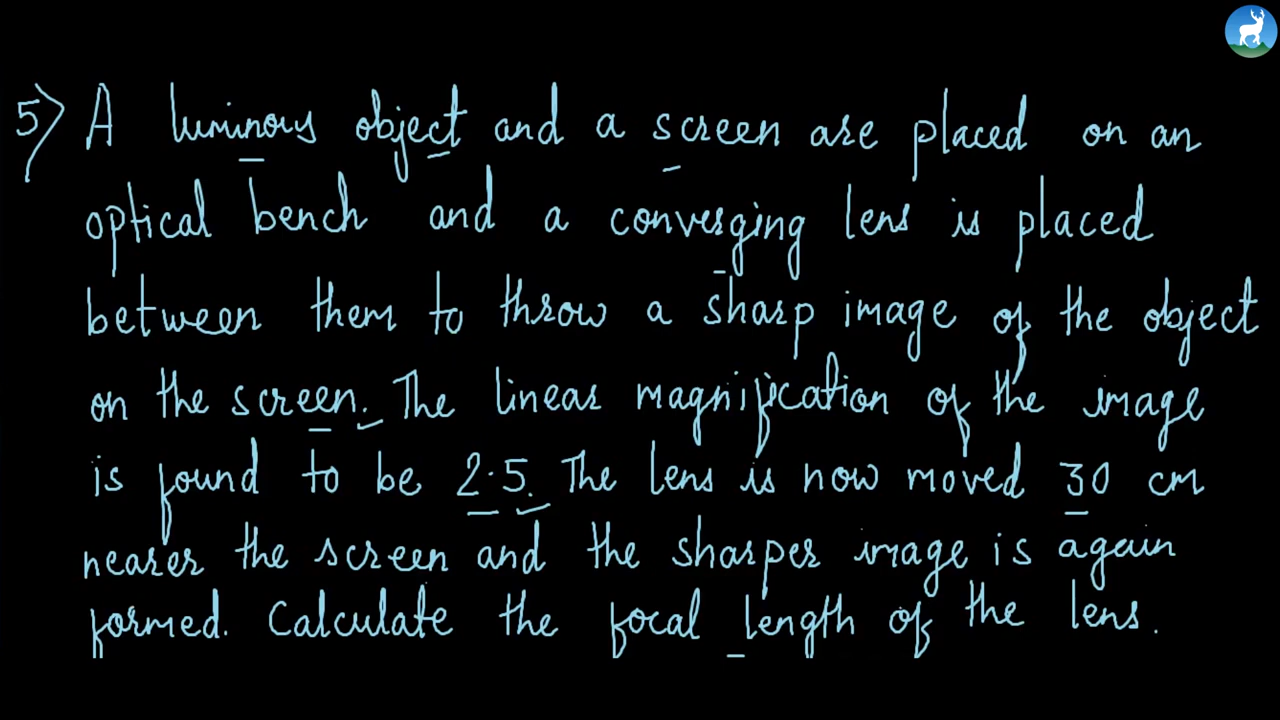 5) A luminous object and a screen are placed on an
optical bench and a converging lens is placed
between them to throw a sharp image of the object
on the screen. The linear magnification of the image
is found to be 2.5. The lens is now moved 30 cm
nearer the screen and the sharper image is again
formed. Calculate the focal length of the lens.